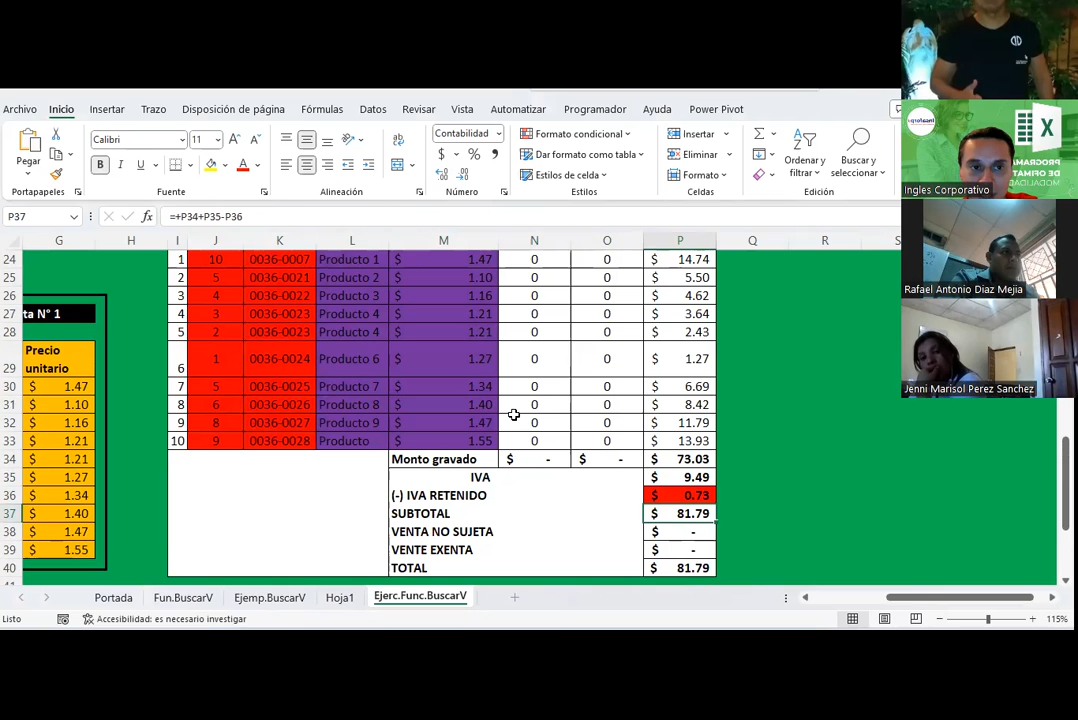 Archivo Inicio Insertar Trazo Disposición de página Fórmulas Datos Revisar Vista Automatizar Programador Ayuda Power Pivot
Pegar
Calibri 11
N K S
Contabilidad
$ % 
Formato condicional
Dar formato como tabla
Estilos de celda
Insertar
Eliminar
Formato
Ordenar y filtrar
Buscar y seleccionar
Portapapeles Fuente Alineación Número Estilos Celdas Edición
P37 fx =+P34+P35-P36
G H I J K L M N O P Q R S
24 1 10 0036-0007 Producto 1 $ 1.47 0 0 $ 14.74
25 2 5 0036-0021 Producto 2 $ 1.10 0 0 $ 5.50
26 3 4 0036-0022 Producto 3 $ 1.16 0 0 $ 4.62
27 ta N° 1 4 3 0036-0023 Producto 4 $ 1.21 0 0 $ 3.64
28 5 2 0036-0023 Producto 4 $ 1.21 0 0 $ 2.43
29 Precio unitario 6 1 0036-0024 Producto 6 $ 1.27 0 0 $ 1.27
30 $ 1.47 7 5 0036-0025 Producto 7 $ 1.34 0 0 $ 6.69
31 $ 1.10 8 6 0036-0026 Producto 8 $ 1.40 0 0 $ 8.42
32 $ 1.16 9 8 0036-0027 Producto 9 $ 1.47 0 0 $ 11.79
33 $ 1.21 10 9 0036-0028 Producto $ 1.55 0 0 $ 13.93
34 $ 1.21 Monto gravado $ - $ - $ 73.03
35 $ 1.27 IVA $ 9.49
36 $ 1.34 (-) IVA RETENIDO $ 0.73
37 $ 1.40 SUBTOTAL $ 81.79
38 $ 1.47 VENTA NO SUJETA $ -
39 $ 1.55 VENTE EXENTA $ -
40 TOTAL $ 81.79
Portada Fun.BuscarV Ejemp.BuscarV Hoja1 Ejerc.Func.BuscarV
Listo Accesibilidad: es necesario investigar 115%
PROGRAMA
DE OFIMAT
MODALIDAD
Ingles Corporativo
Rafael Antonio Diaz Mejia
Jenni Marisol Perez Sanchez